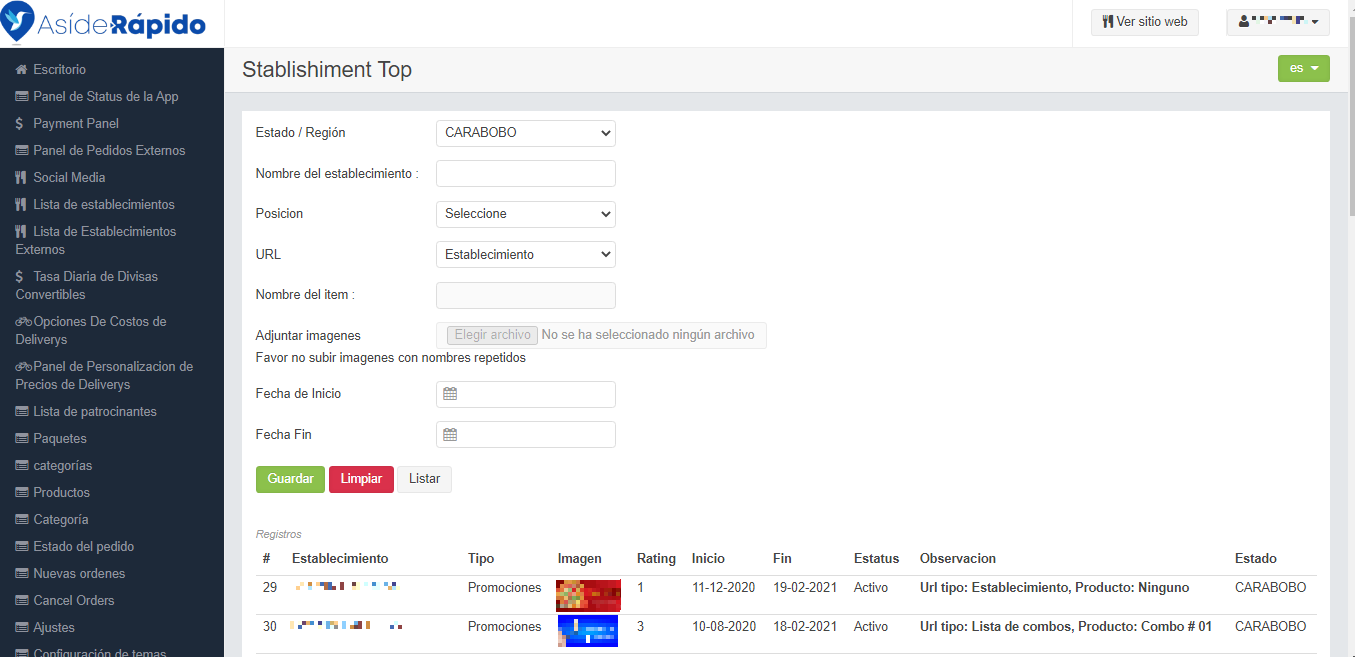 AsídeRápido
Ver sitio web
Stablishiment Top
es
Escritorio
Panel de Status de la App
Payment Panel
Panel de Pedidos Externos
Social Media
Lista de establecimientos
Lista de Establecimientos
Externos
Tasa Diaria de Divisas
Convertibles
Opciones De Costos de
Deliverys
Panel de Personalizacion de
Precios de Deliverys
Lista de patrocinantes
Paquetes
categorías
Productos
Categoría
Estado del pedido
Nuevas ordenes
Cancel Orders
Ajustes
Configuración de temas
Estado / Región CARABOBO
Nombre del establecimiento :
Posicion Seleccione
URL Establecimiento
Nombre del item :
Adjuntar imagenes Elegir archivo No se ha seleccionado ningún archivo
Favor no subir imagenes con nombres repetidos
Fecha de Inicio
Fecha Fin
Guardar Limpiar Listar
Registros
# Establecimiento Tipo Imagen Rating Inicio Fin Estatus Observacion Estado
29 Promociones 1 11-12-2020 19-02-2021 Activo Url tipo: Establecimiento, Producto: Ninguno CARABOBO
30 Promociones 3 10-08-2020 18-02-2021 Activo Url tipo: Lista de combos, Producto: Combo # 01 CARABOBO